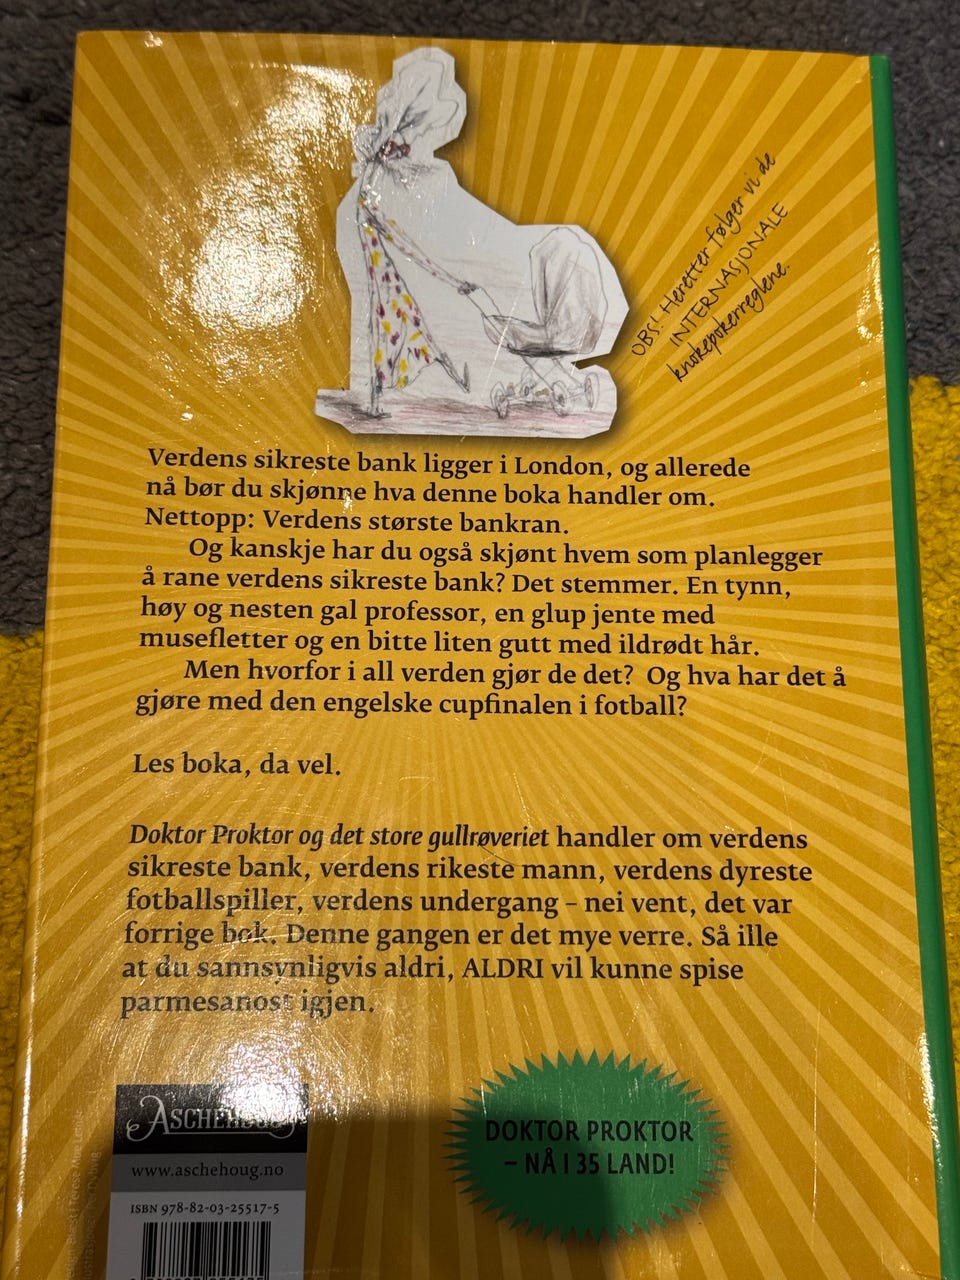 OBS! Heretter følger vi de
INTERNASJONALE
knokepokerreglene.
Verdens sikreste bank ligger i London, og allerede
nå bør du skjønne hva denne boka handler om.
Nettopp: Verdens største bankran.
Og kanskje har du også skjønt hvem som planlegger
å rane verdens sikreste bank? Det stemmer. En tynn,
høy og nesten gal professor, en glup jente med
musefletter og en bitte liten gutt med ildrødt hår.
Men hvorfor i all verden gjør de det? Og hva har det å
gjøre med den engelske cupfinalen i fotball?
Les boka, da vel.
Doktor Proktor og det store gullrøveriet handler om verdens
sikreste bank, verdens rikeste mann, verdens dyreste
fotballspiller, verdens undergang – nei vent, det var
forrige bok. Denne gangen er det mye verre. Så ille
at du sannsynligvis aldri, ALDRI vil kunne spise
parmesanost igjen.
ASCHEHOUG
www.aschehoug.no
ISBN 978-82-03-25517-5
DOKTOR PROKTOR
– NÅ I 35 LAND!